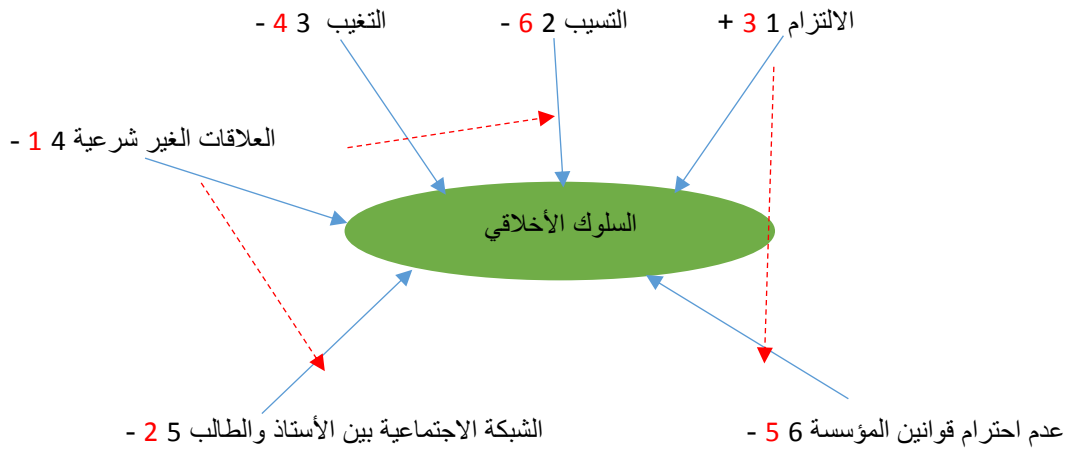 الالتزام 1 3 +
التسيب 2 6 -
التغيب 3 4 -
العلاقات الغير شرعية 4 1 -
السلوك الأخلاقي
الشبكة الاجتماعية بين الأستاذ والطالب 5 2 -
عدم احترام قوانين المؤسسة 6 5 -